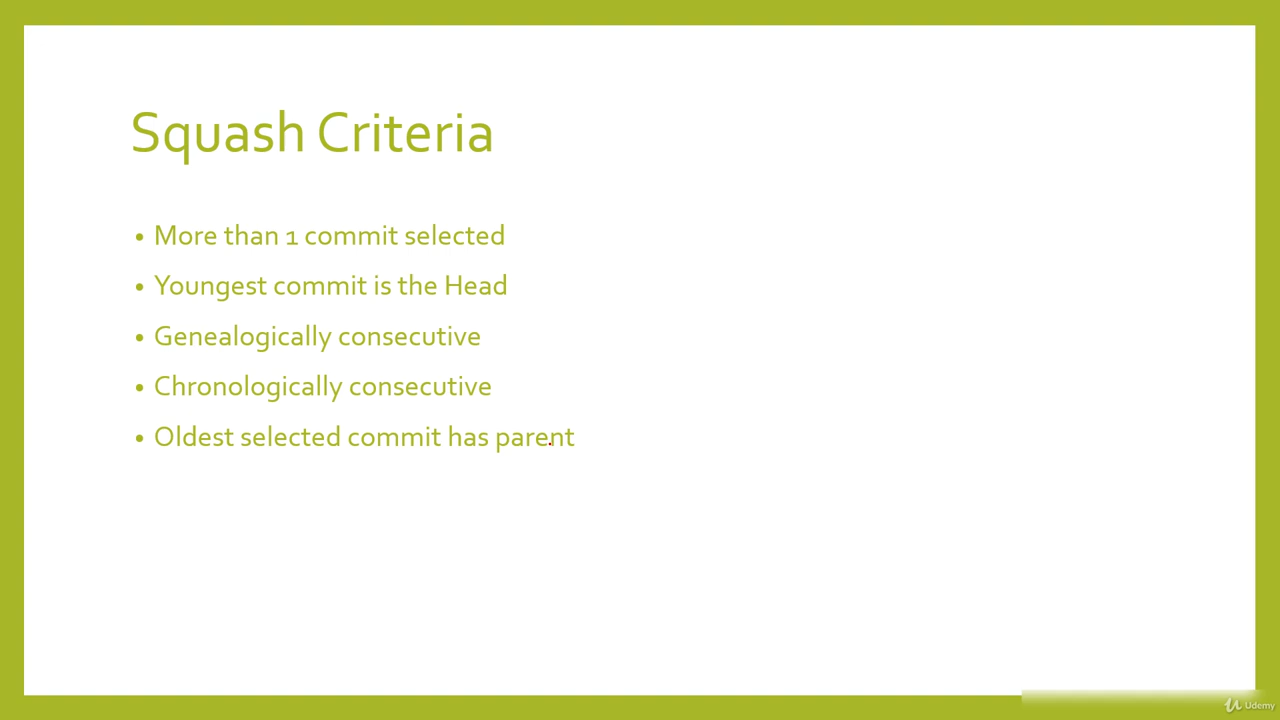 Squash Criteria
• More than 1 commit selected
• Youngest commit is the Head
• Genealogically consecutive
• Chronologically consecutive
• Oldest selected commit has parent
Udemy